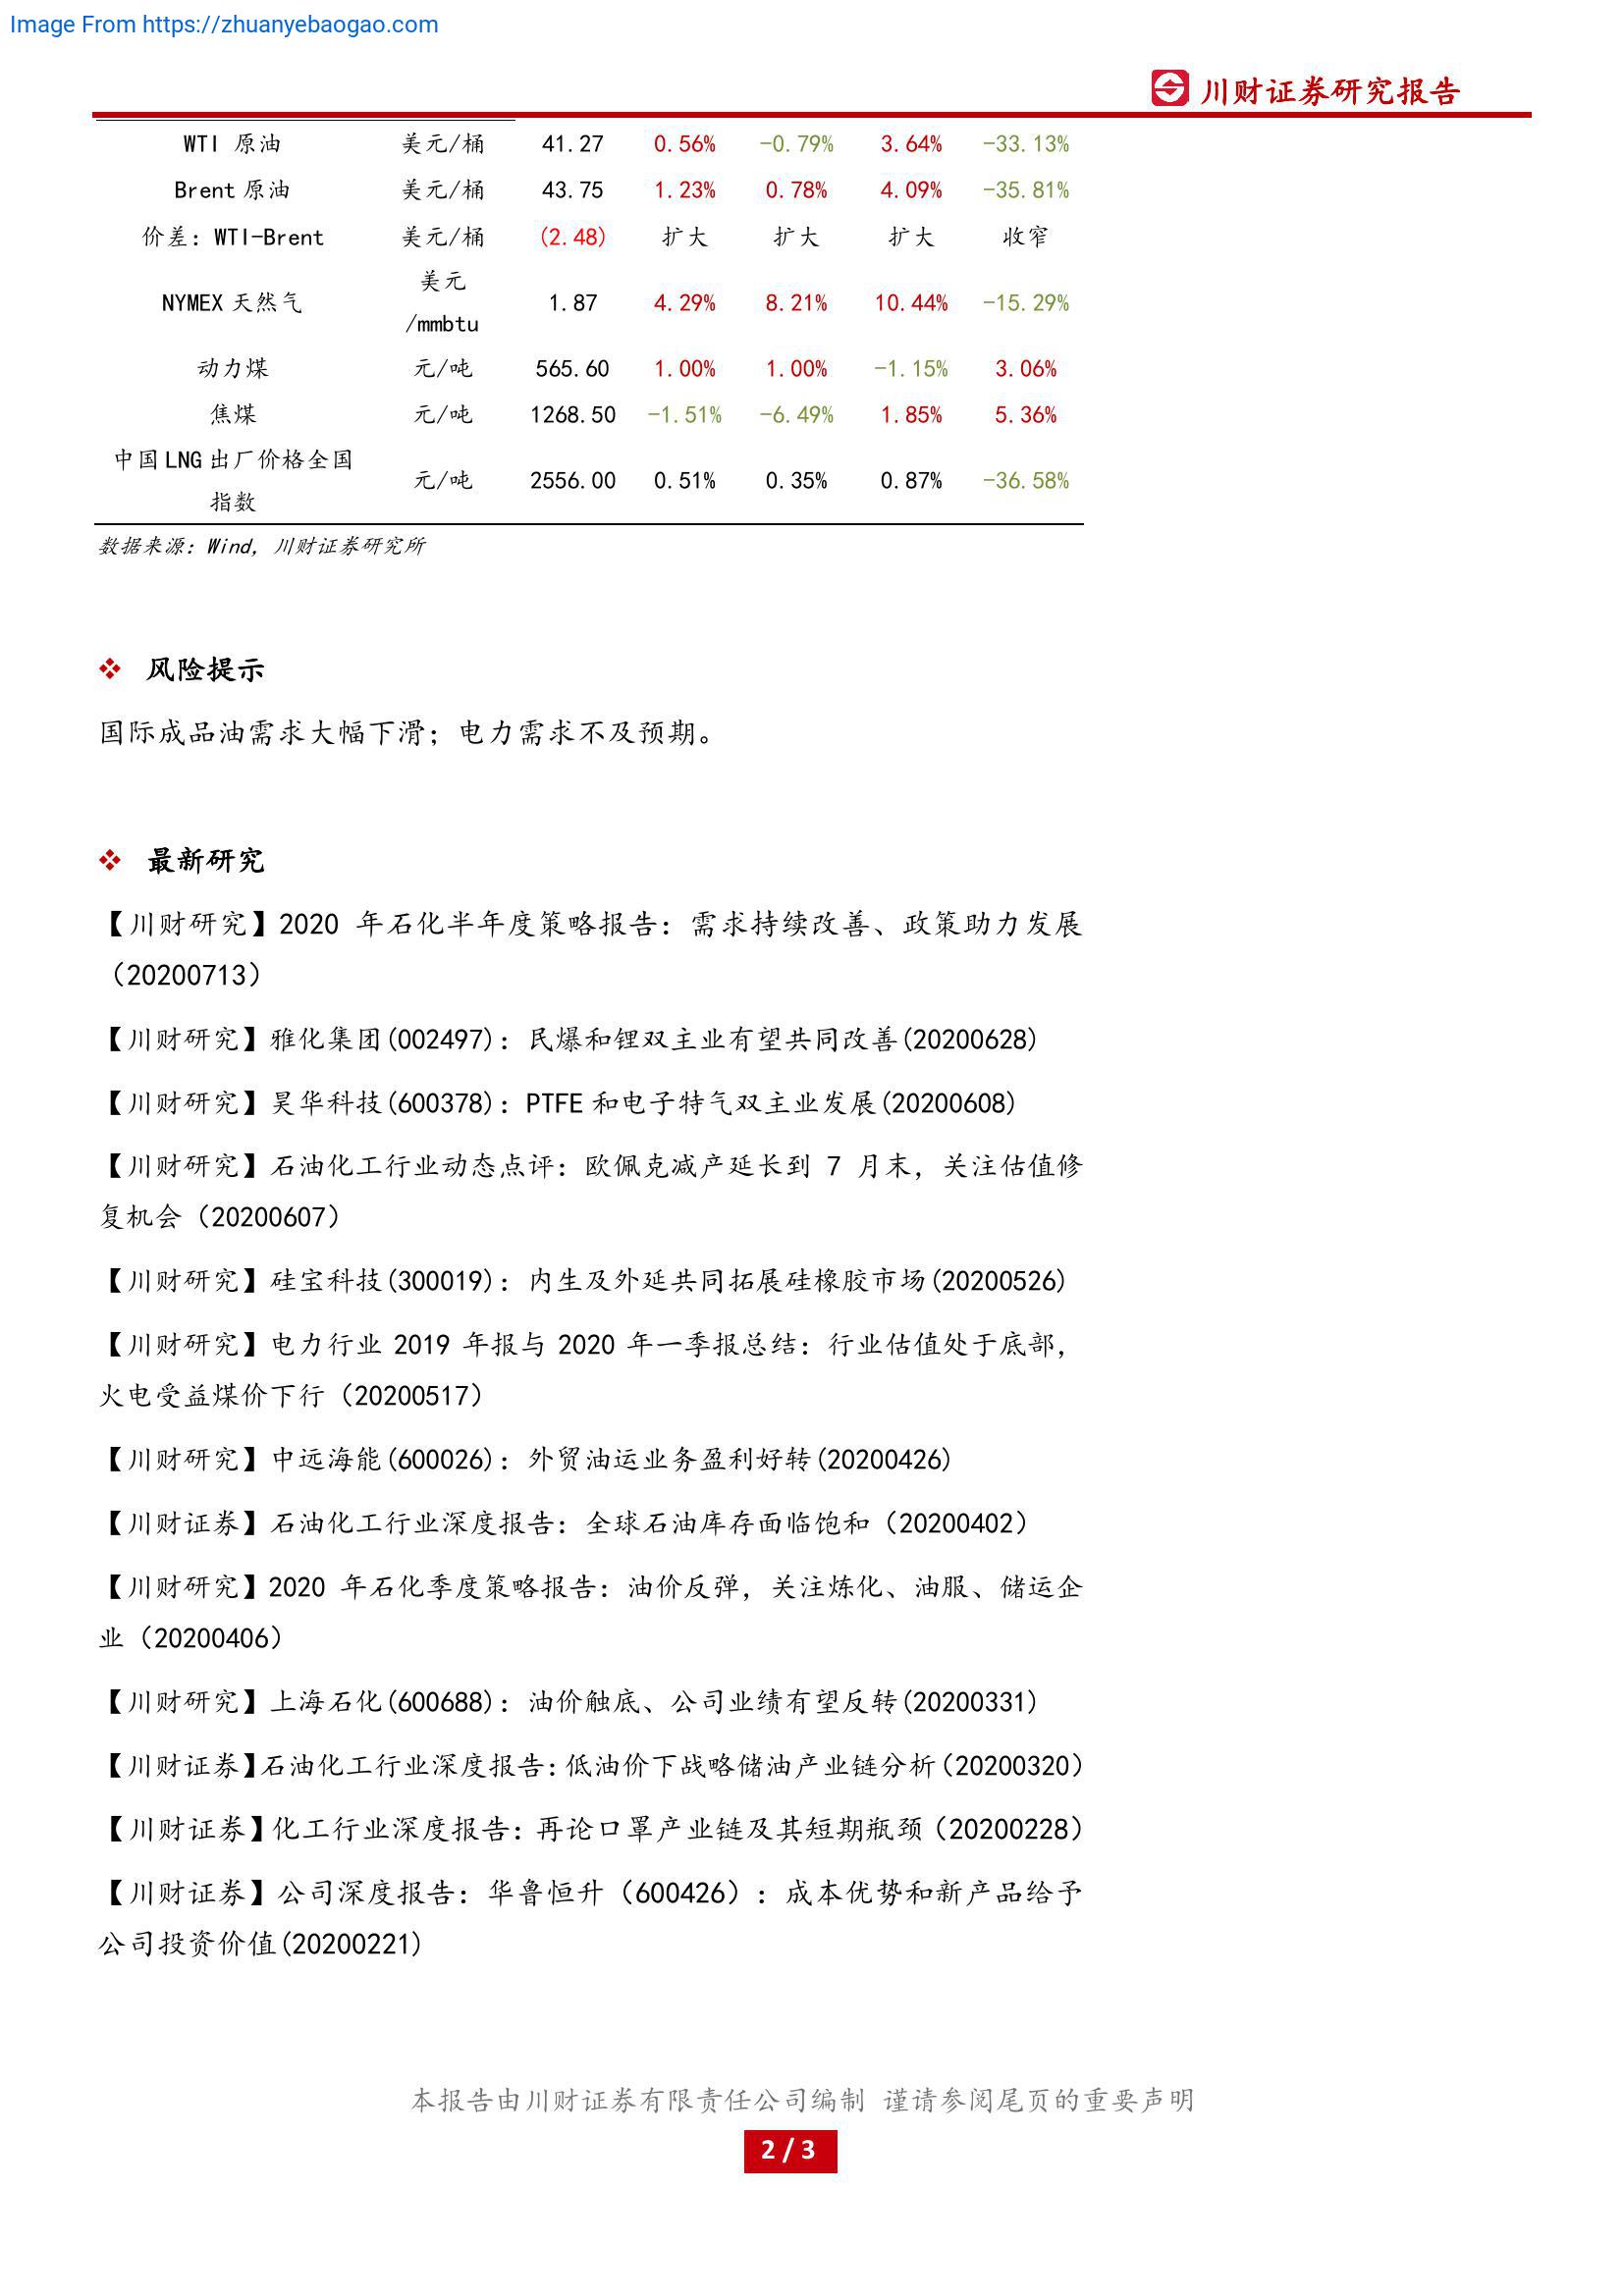 Image From https://zhuanyebaogao.com
川财证券研究报告
WTI 原油 美元/桶 41.27 0.56% -0.79% 3.64% -33.13%
Brent 原油 美元/桶 43.75 1.23% 0.78% 4.09% -35.81%
价差：WTI-Brent 美元/桶 (2.48) 扩大 扩大 扩大 收窄
NYMEX 天然气 美元
/mmbtu 1.87 4.29% 8.21% 10.44% -15.29%
动力煤 元/吨 565.60 1.00% 1.00% -1.15% 3.06%
焦煤 元/吨 1268.50 -1.51% -6.49% 1.85% 5.36%
中国 LNG 出厂价格全国
指数 元/吨 2556.00 0.51% 0.35% 0.87% -36.58%
数据来源：Wind，川财证券研究所
❖ 风险提示
国际成品油需求大幅下滑；电力需求不及预期。
❖ 最新研究
【川财研究】2020 年石化半年度策略报告：需求持续改善、政策助力发展
（20200713）
【川财研究】雅化集团(002497)：民爆和锂双主业有望共同改善(20200628)
【川财研究】昊华科技(600378)：PTFE 和电子特气双主业发展(20200608)
【川财研究】石油化工行业动态点评：欧佩克减产延长到 7 月末，关注估值修
复机会（20200607）
【川财研究】硅宝科技(300019)：内生及外延共同拓展硅橡胶市场(20200526)
【川财研究】电力行业 2019 年报与 2020 年一季报总结：行业估值处于底部，
火电受益煤价下行（20200517）
【川财研究】中远海能(600026)：外贸油运业务盈利好转(20200426)
【川财证券】石油化工行业深度报告：全球石油库存面临饱和（20200402）
【川财研究】2020 年石化季度策略报告：油价反弹，关注炼化、油服、储运企
业（20200406）
【川财研究】上海石化(600688)：油价触底、公司业绩有望反转(20200331)
【川财证券】石油化工行业深度报告：低油价下战略储油产业链分析（20200320）
【川财证券】化工行业深度报告：再论口罩产业链及其短期瓶颈（20200228）
【川财证券】公司深度报告：华鲁恒升（600426）：成本优势和新产品给予
公司投资价值(20200221)
本报告由川财证券有限责任公司编制 谨请参阅尾页的重要声明
2 / 3